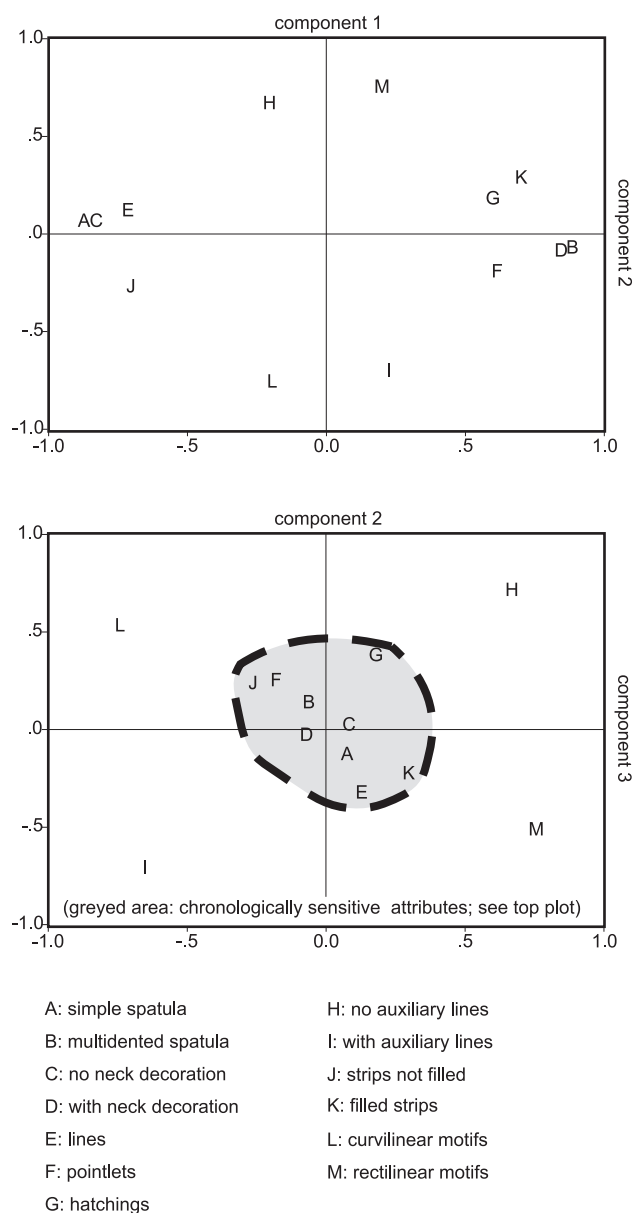 component 1
1.0
M
H
.5
K
G
E
AC
.0
component 2
DB
F
J
-.5
I
L
-1.0
-1.0 -.5 0.0 .5 1.0
component 2
1.0
H
L
.5
G
J F
B
C
.0
D
component 3
A
K
E
-.5
M
I
(greyed area: chronologically sensitive attributes; see top plot)
-1.0
-1.0 -.5 0.0 .5 1.0
A: simple spatula
B: multidented spatula
C: no neck decoration
D: with neck decoration
E: lines
F: pointlets
G: hatchings
H: no auxiliary lines
I: with auxiliary lines
J: strips not filled
K: filled strips
L: curvilinear motifs
M: rectilinear motifs